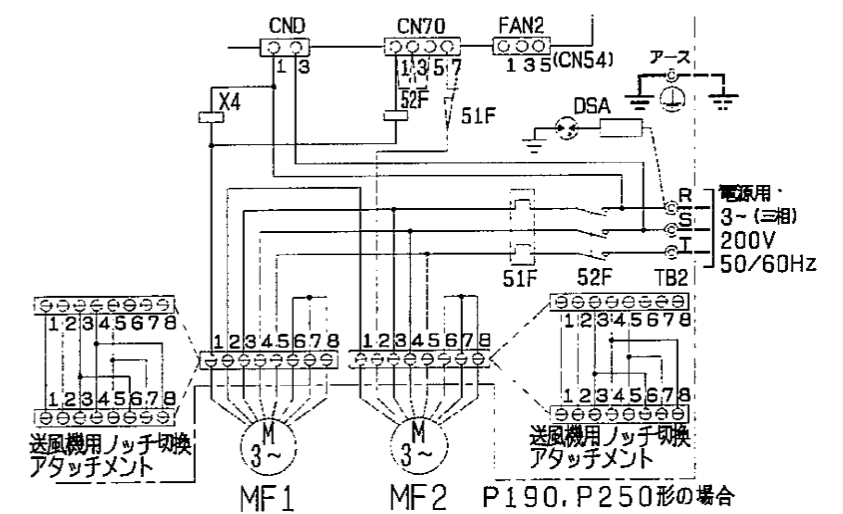 CND
CN70
FAN2
1 3
1 3 5 7
1 3 5 (CN54)
アース
X4
52F
51F
DSA
R
S
T
電源用
3~(三相)
200V
50/60Hz
51F
52F
TB2
1 2 3 4 5 6 7 8
1 2 3 4 5 6 7 8
送風機用ノッチ切換
アタッチメント
1 2 3 4 5 6 7 8
1 2 3 4 5 6 7 8
1 2 3 4 5 6 7 8
1 2 3 4 5 6 7 8
送風機用ノッチ切換
アタッチメント
M
3~
M
3~
MF1
MF2
P190,P250形の場合